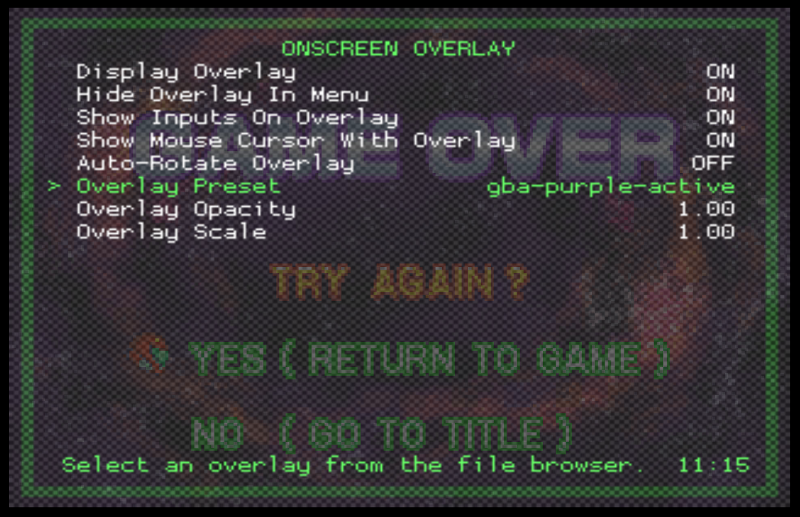 ONSCREEN OVERLAY
Display Overlay ON
Hide Overlay In Menu ON
Show Inputs On Overlay ON
Show Mouse Cursor With Overlay ON
Auto-Rotate Overlay OFF
> Overlay Preset gba-purple-active
Overlay Opacity 1.00
Overlay Scale 1.00
GAME OVER
TRY AGAIN ?
YES ( RETURN TO GAME )
NO ( GO TO TITLE )
Select an overlay from the file browser. 11:15